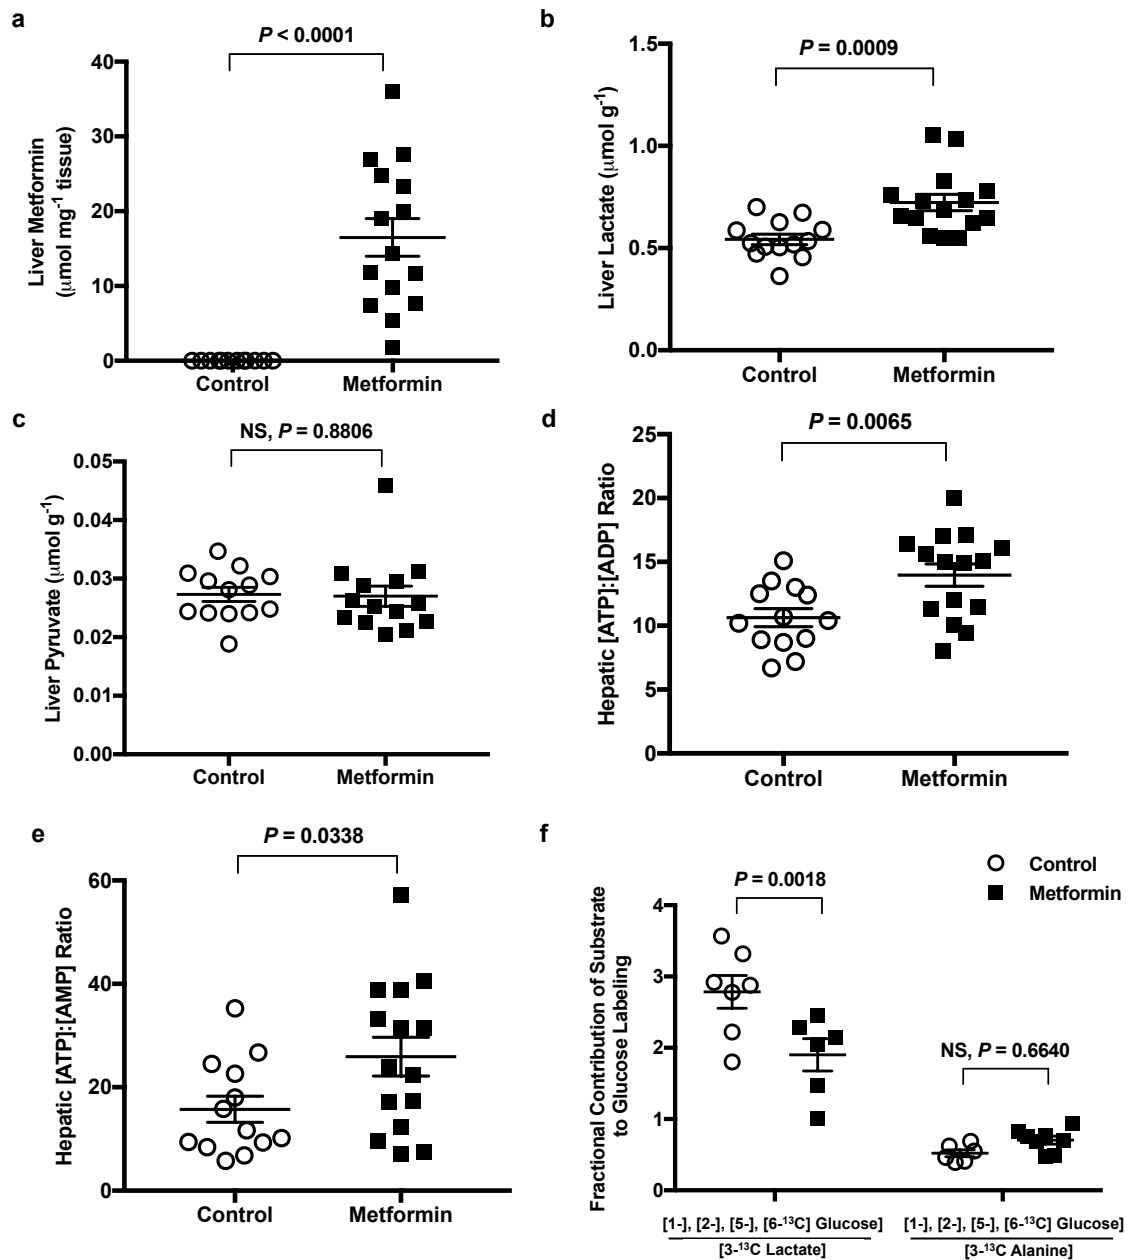 a
P < 0.0001
Liver Metformin
(μmol mg⁻¹ tissue)
40
30
20
10
0
Control
Metformin
b
P = 0.0009
Liver Lactate (μmol g⁻¹)
1.5
1.0
0.5
0.0
Control
Metformin
c
NS, P = 0.8806
Liver Pyruvate (μmol g⁻¹)
0.05
0.04
0.03
0.02
0.01
0.00
Control
Metformin
d
P = 0.0065
Hepatic [ATP]:[ADP] Ratio
25
20
15
10
5
0
Control
Metformin
e
P = 0.0338
Hepatic [ATP]:[AMP] Ratio
60
40
20
0
Control
Metformin
f
Control
Metformin
P = 0.0018
NS, P = 0.6640
Fractional Contribution of Substrate
to Glucose Labeling
4
3
2
1
0
[1-], [2-], [5-], [6-¹³C] Glucose]
[3-¹³C Lactate]
[1-], [2-], [5-], [6-¹³C] Glucose]
[3-¹³C Alanine]